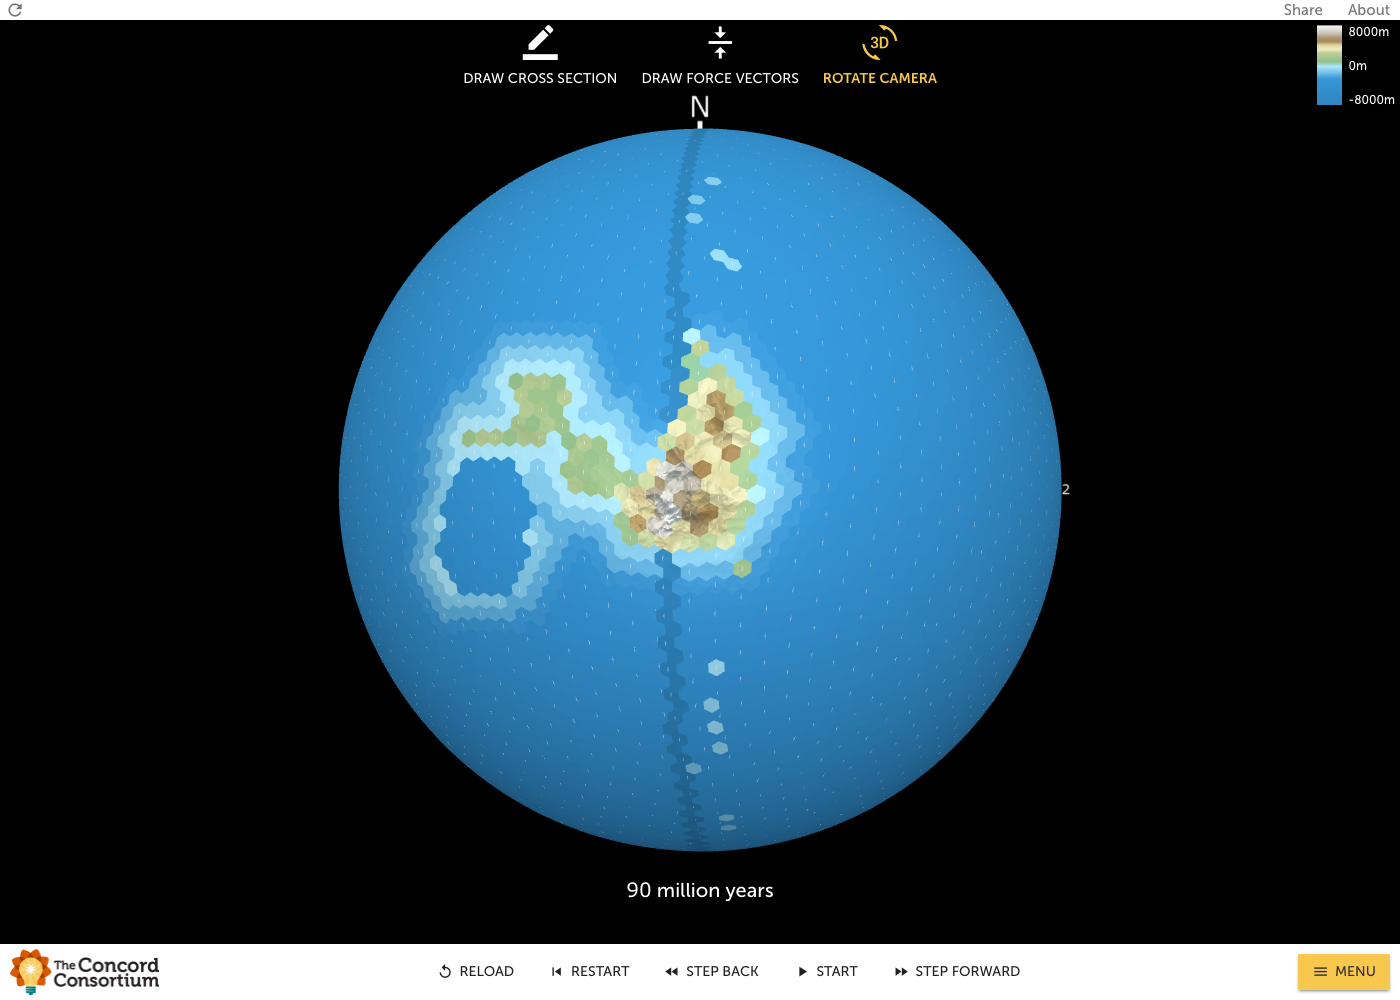 Share About
8000m
0m
-8000m
3D
DRAW CROSS SECTION DRAW FORCE VECTORS ROTATE CAMERA
N
2
90 million years
The Concord
Consortium
RELOAD RESTART STEP BACK START STEP FORWARD MENU